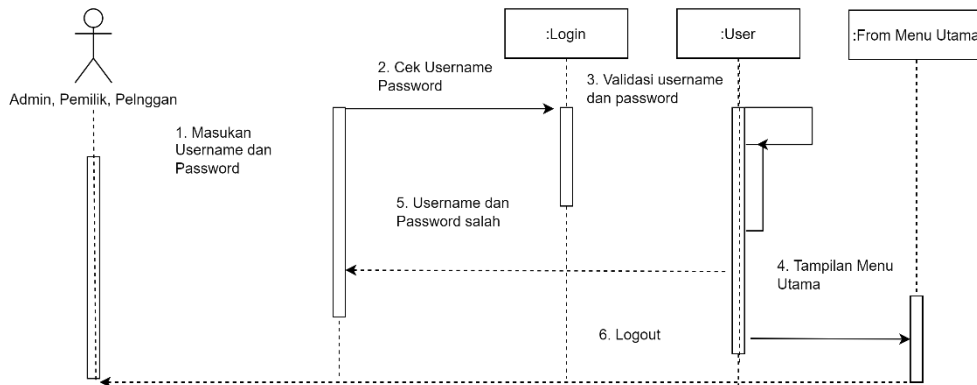 :Login
:User
:From Menu Utama
Admin, Pemilik, Pelnggan
2. Cek Username
Password
3. Validasi username
dan password
1. Masukan
Username dan
Password
5. Username dan
Password salah
4. Tampilan Menu
Utama
6. Logout